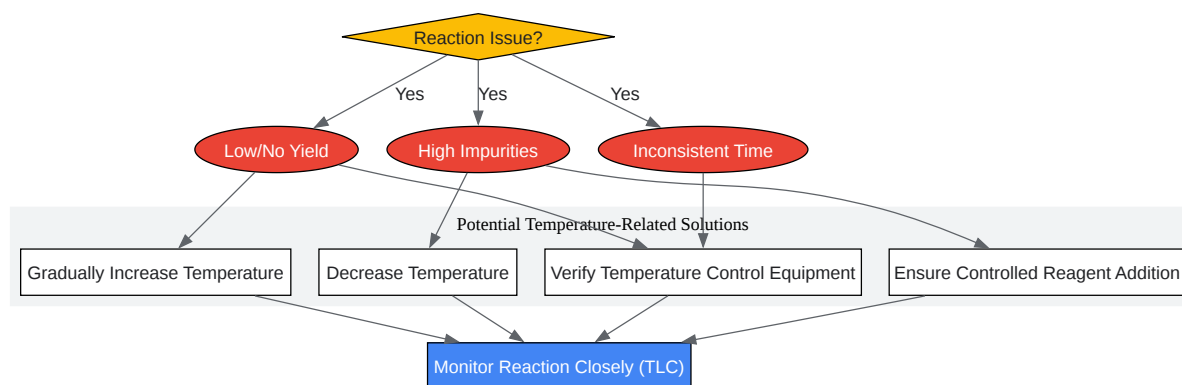 Reaction Issue?
Yes
Yes
Yes
Low/No Yield
High Impurities
Inconsistent Time
Potential Temperature-Related Solutions
Gradually Increase Temperature
Decrease Temperature
Verify Temperature Control Equipment
Ensure Controlled Reagent Addition
Monitor Reaction Closely (TLC)